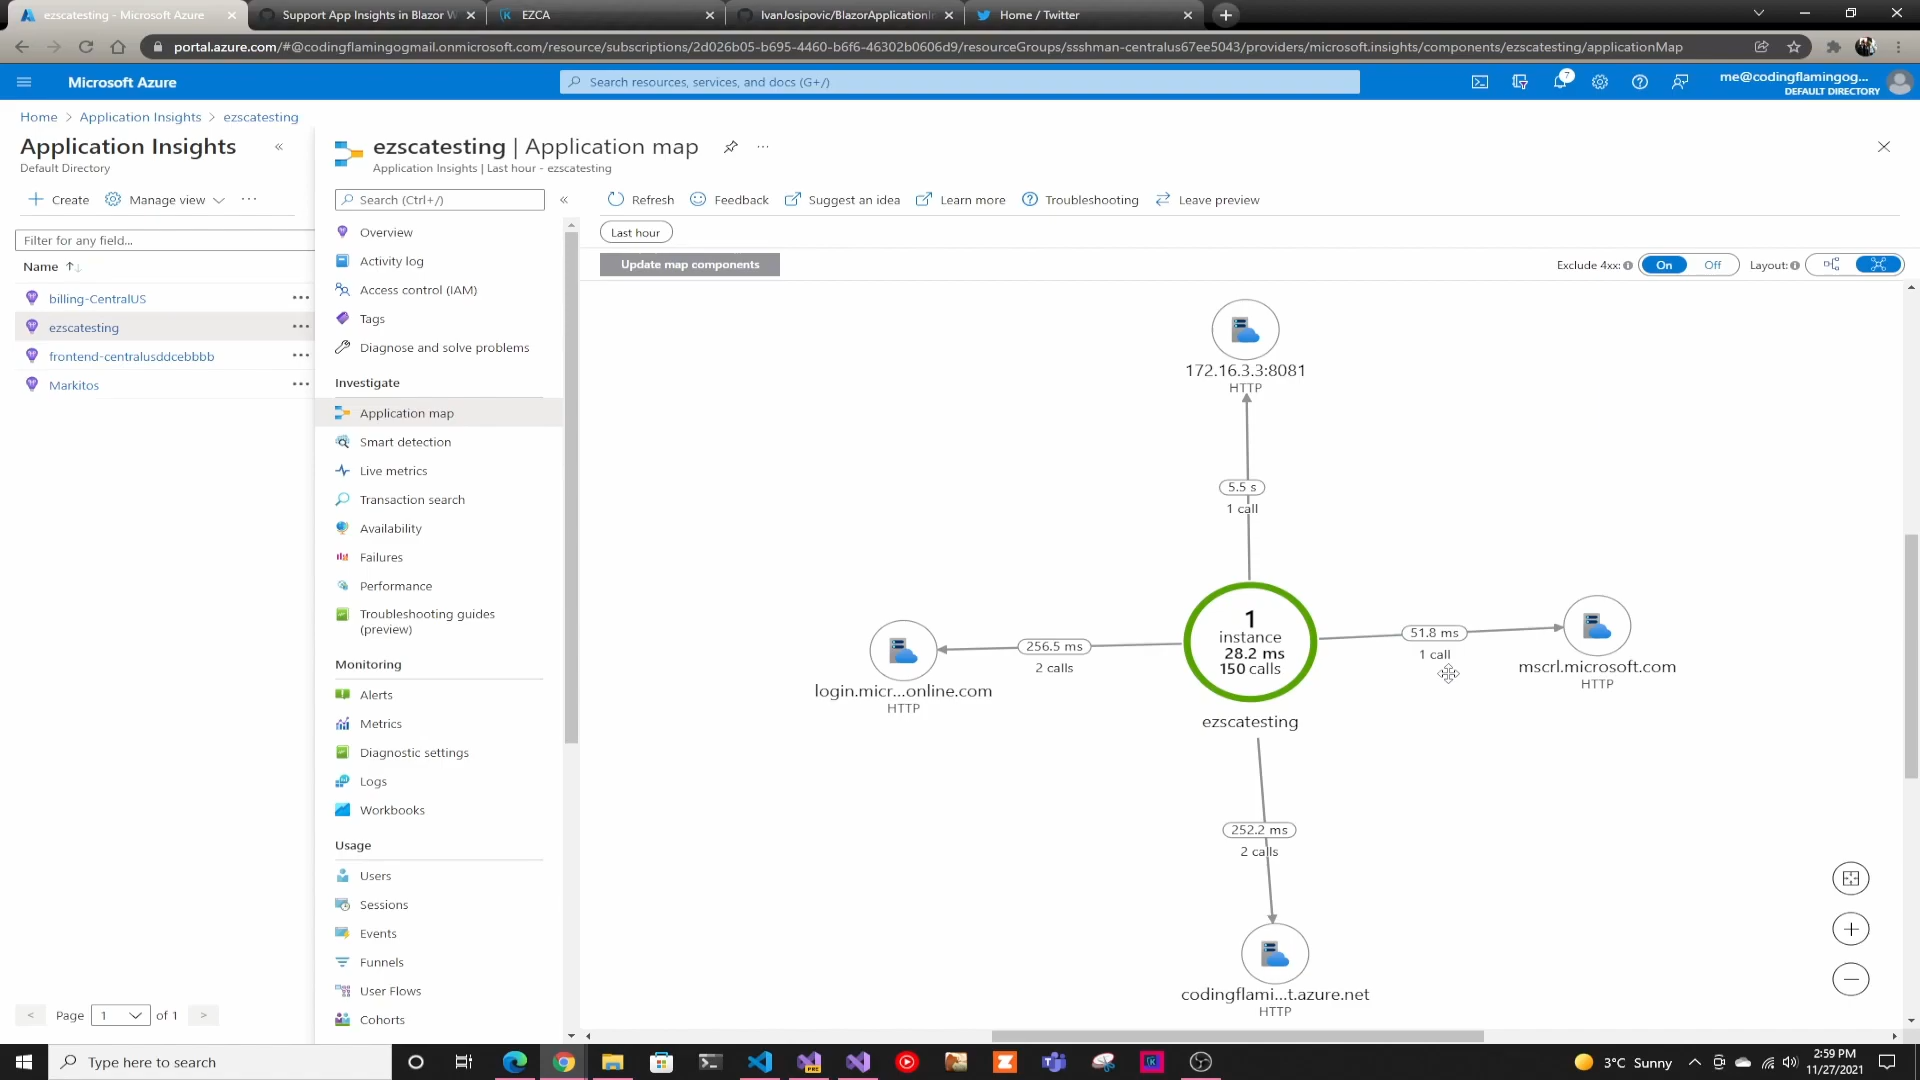 ezscatesting - Microsoft Azure
Support App Insights in Blazor W
EZCA
IvanJosipovic/BlazorApplicationIn
Home / Twitter
portal.azure.com/#@codingflamingogmail.onmicrosoft.com/resource/subscriptions/2d026b05-b695-4460-b6f6-46302b0606d9/resourceGroups/ssshman-centralus67ee5043/providers/microsoft.insights/components/ezscatesting/applicationMap
Microsoft Azure
Search resources, services, and docs (G+/)
7
me@codingflamingog...
DEFAULT DIRECTORY
Home > Application Insights > ezscatesting
Application Insights
Default Directory
Create
Manage view
Filter for any field...
Name
billing-CentralUS
ezscatesting
frontend-centralusddcebbbb
Markitos
< Page 1 of 1 >
ezscatesting | Application map
Application Insights | Last hour - ezscatesting
Search (Ctrl+/)
Overview
Activity log
Access control (IAM)
Tags
Diagnose and solve problems
Investigate
Application map
Smart detection
Live metrics
Transaction search
Availability
Failures
Performance
Troubleshooting guides
(preview)
Monitoring
Alerts
Metrics
Diagnostic settings
Logs
Workbooks
Usage
Users
Sessions
Events
Funnels
User Flows
Cohorts
Refresh
Feedback
Suggest an idea
Learn more
Troubleshooting
Leave preview
Last hour
Update map components
Exclude 4xx:
On
Off
Layout:
172.16.3.3:8081
HTTP
5.5 s
1 call
1
instance
28.2 ms
150 calls
ezscatesting
256.5 ms
2 calls
login.micr...online.com
HTTP
51.8 ms
1 call
mscrl.microsoft.com
HTTP
252.2 ms
2 calls
codingflami...t.azure.net
HTTP
Type here to search
3°C Sunny
2:59 PM
11/27/2021